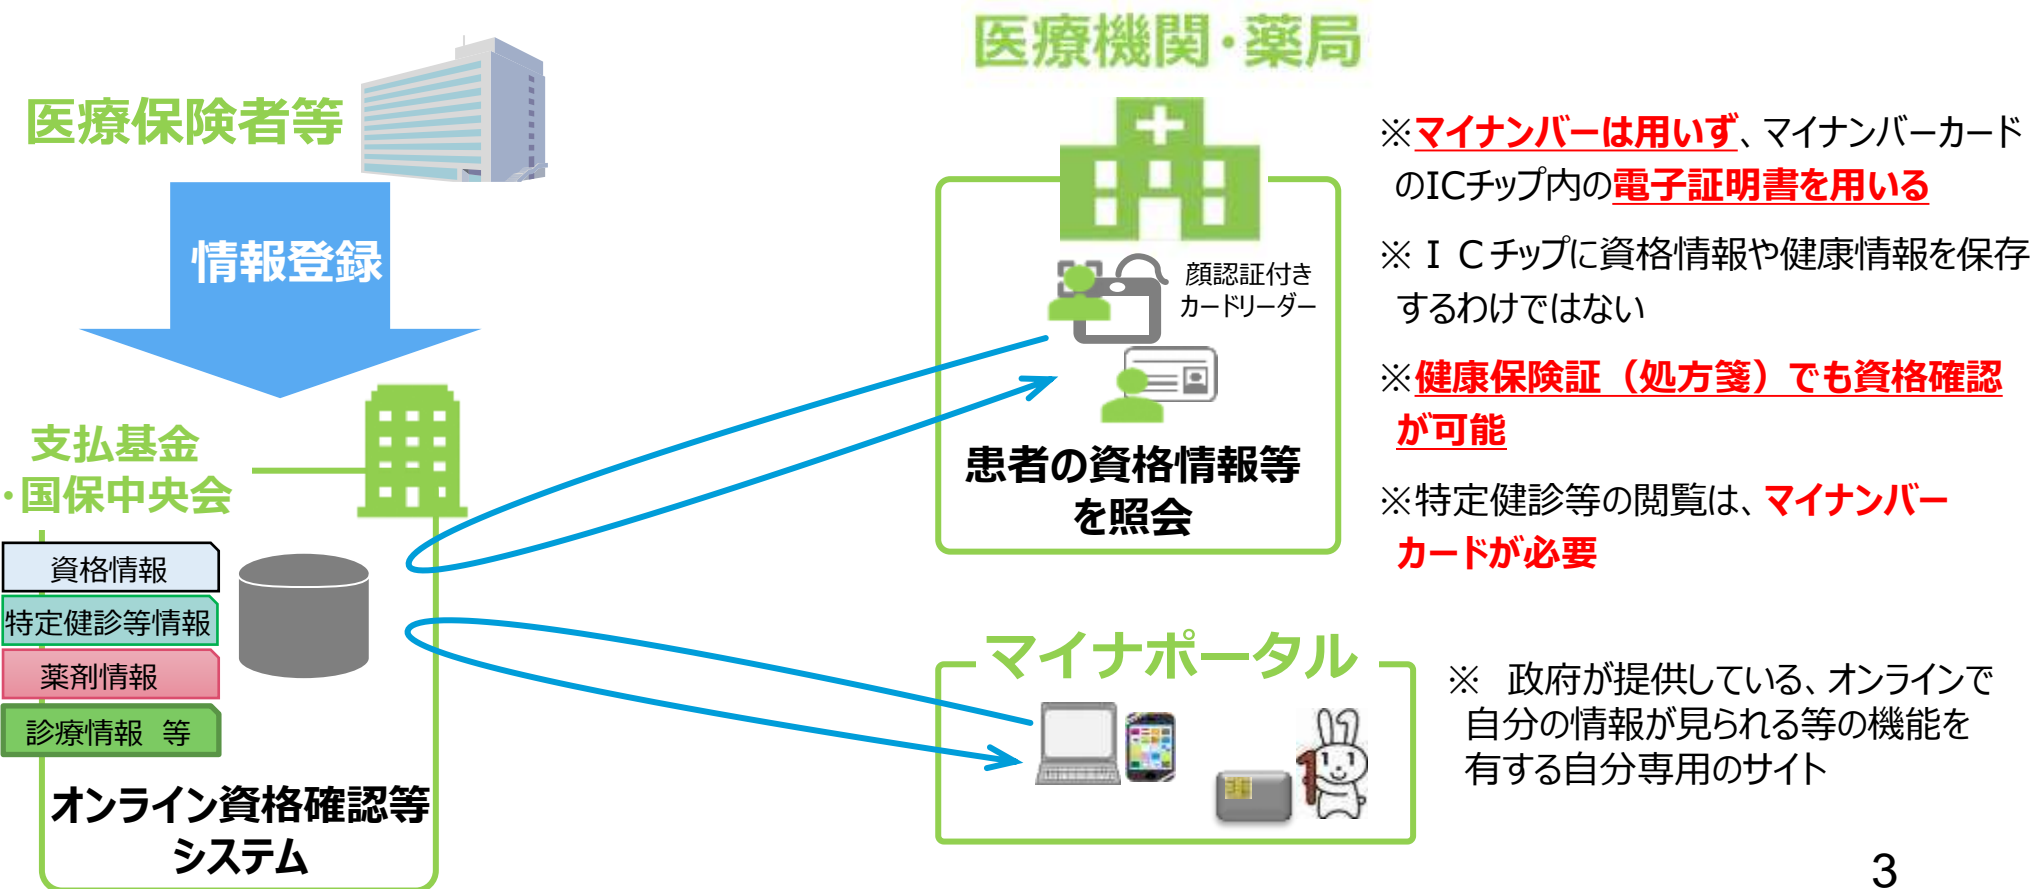 医療保険者等
情報登録
支払基金
・国保中央会
資格情報
特定健診等情報
薬剤情報
診療情報 等
オンライン資格確認等
システム
医療機関・薬局
顔認証付き
カードリーダー
患者の資格情報等
を照会
※マイナンバーは用いず、マイナンバーカード
のICチップ内の電子証明書を用いる
※ＩＣチップに資格情報や健康情報を保存
するわけではない
※健康保険証（処方箋）でも資格確認
が可能
※特定健診等の閲覧は、マイナンバー
カードが必要
マイナポータル
※　政府が提供している、オンラインで
自分の情報が見られる等の機能を
有する自分専用のサイト
3